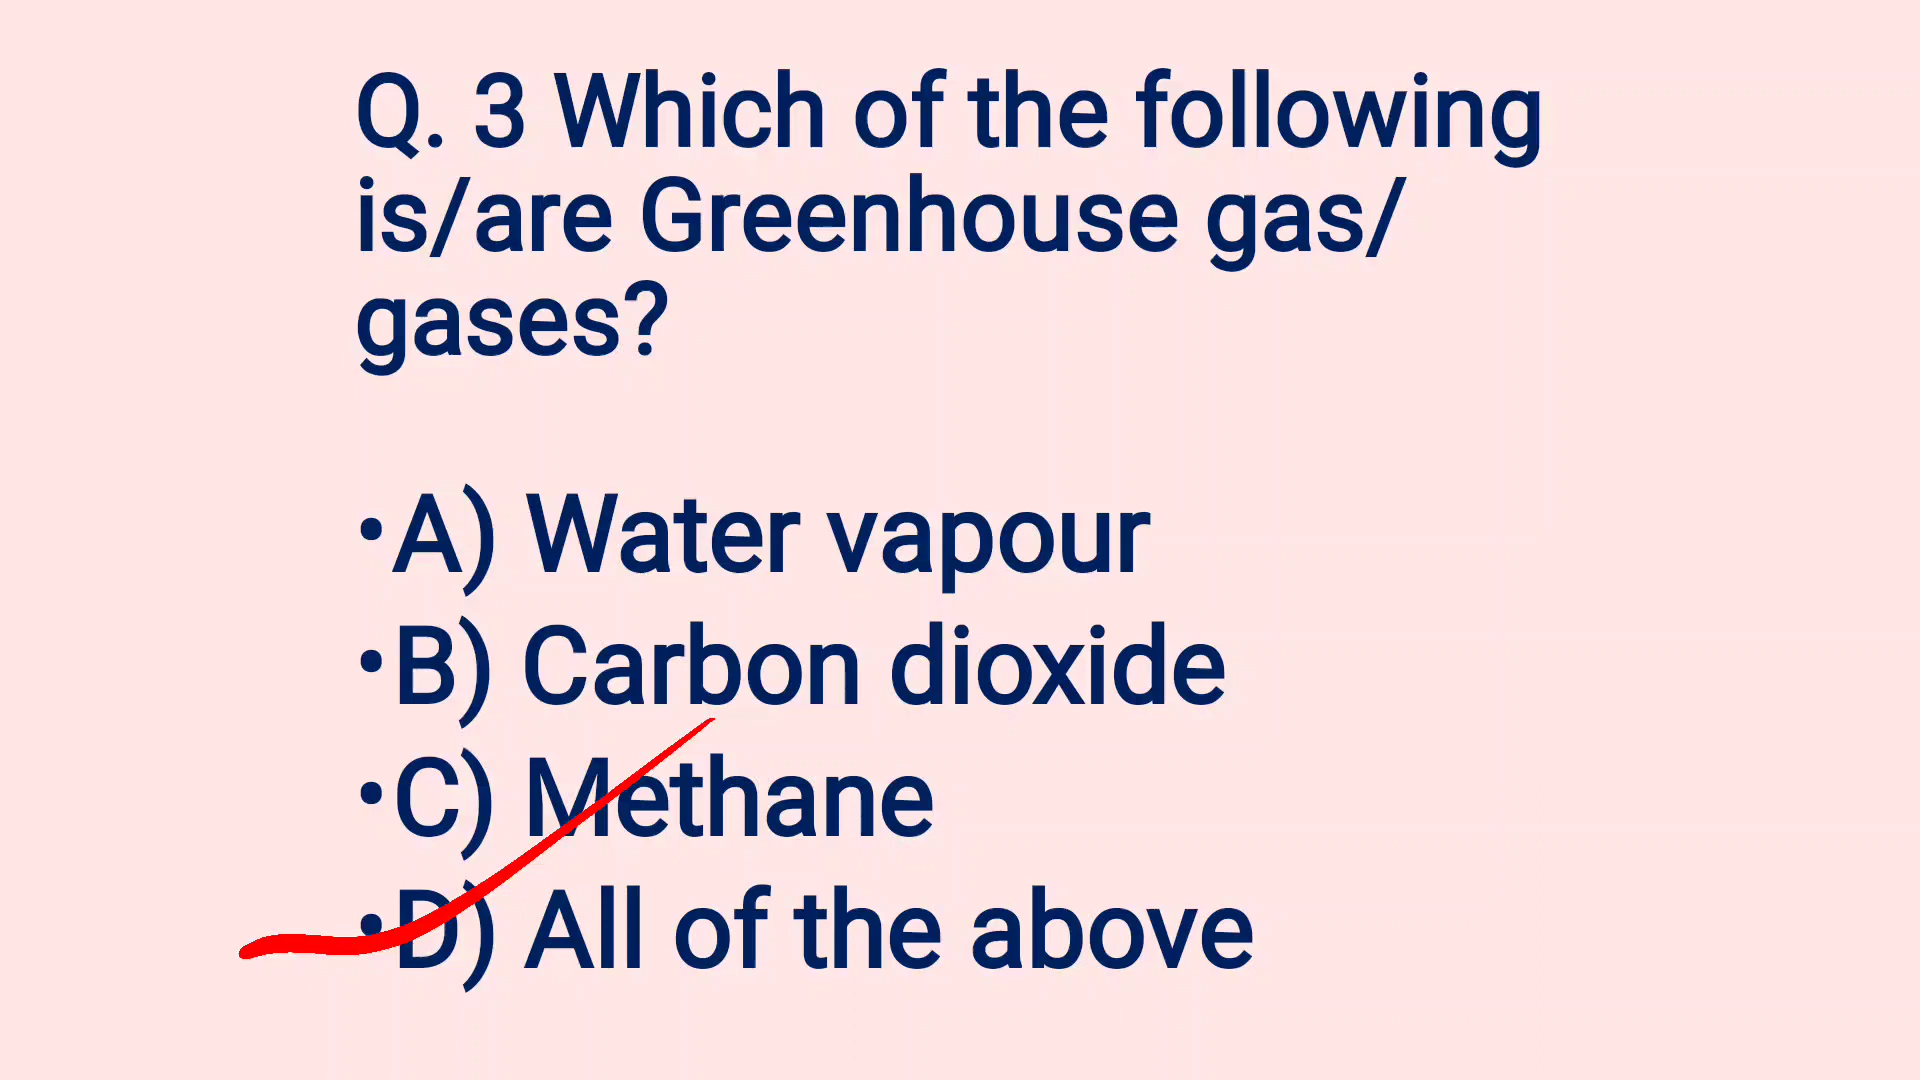 Q. 3 Which of the following
is/are Greenhouse gas/
gases?
•A) Water vapour
•B) Carbon dioxide
•C) Methane
•D) All of the above